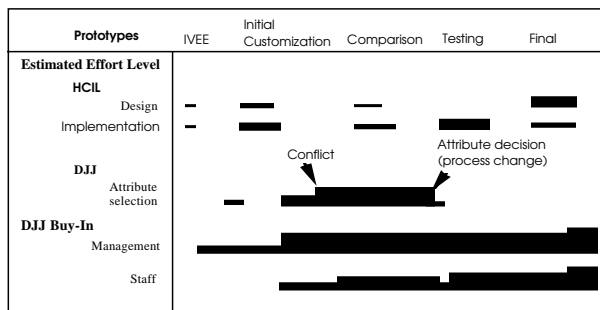 Prototypes IVEE Initial Customization Comparison Testing Final
Estimated Effort Level
HCIL
Design
Implementation
Conflict
Attribute decision
(process change)
DJJ
Attribute
selection
DJJ Buy-In
Management
Staff